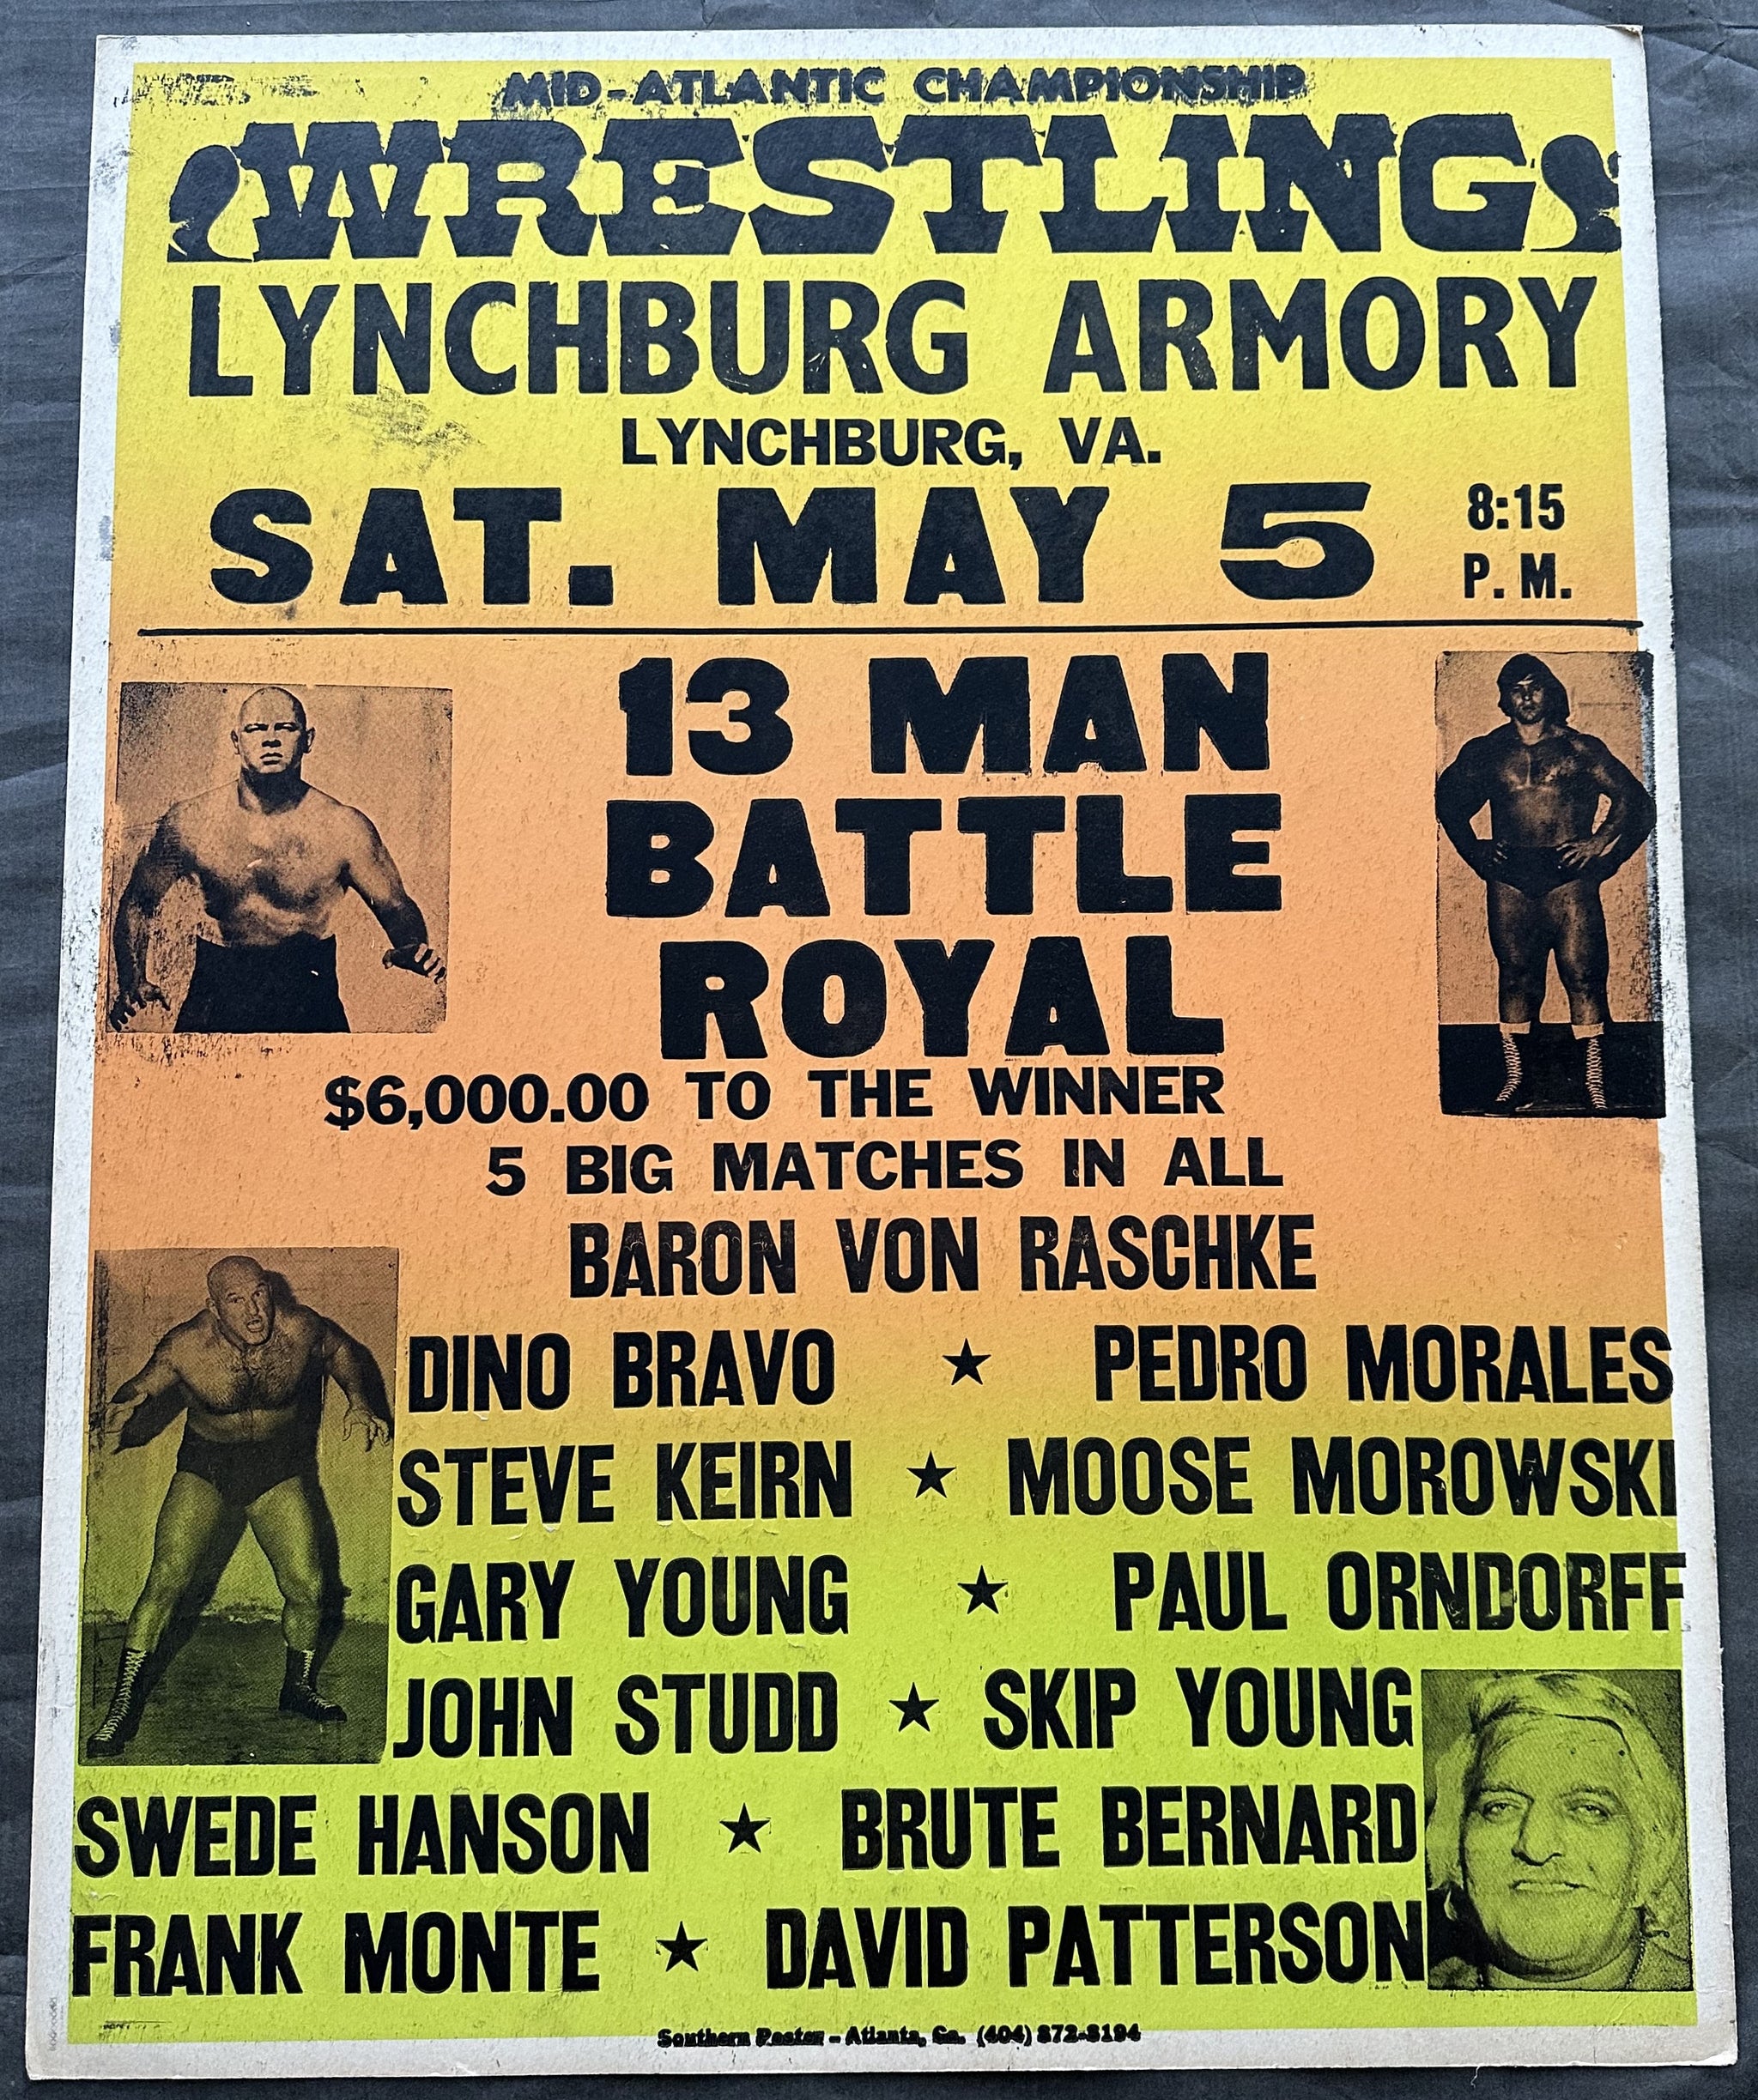 MID-ATLANTIC CHAMPIONSHIP
WRESTLING
LYNCHBURG ARMORY
LYNCHBURG, VA.
SAT. MAY 5 8:15 P.M.
13 MAN
BATTLE
ROYAL
$6,000.00 TO THE WINNER
5 BIG MATCHES IN ALL
BARON VON RASCHKE
DINO BRAVO ★ PEDRO MORALES
STEVE KEIRN ★ MOOSE MOROWSKI
GARY YOUNG ★ PAUL ORNDORFF
JOHN STUDD ★ SKIP YOUNG
SWEDE HANSON ★ BRUTE BERNARD
FRANK MONTE ★ DAVID PATTERSON
Southern Poster - Atlanta, Ga. (404) 872-8194